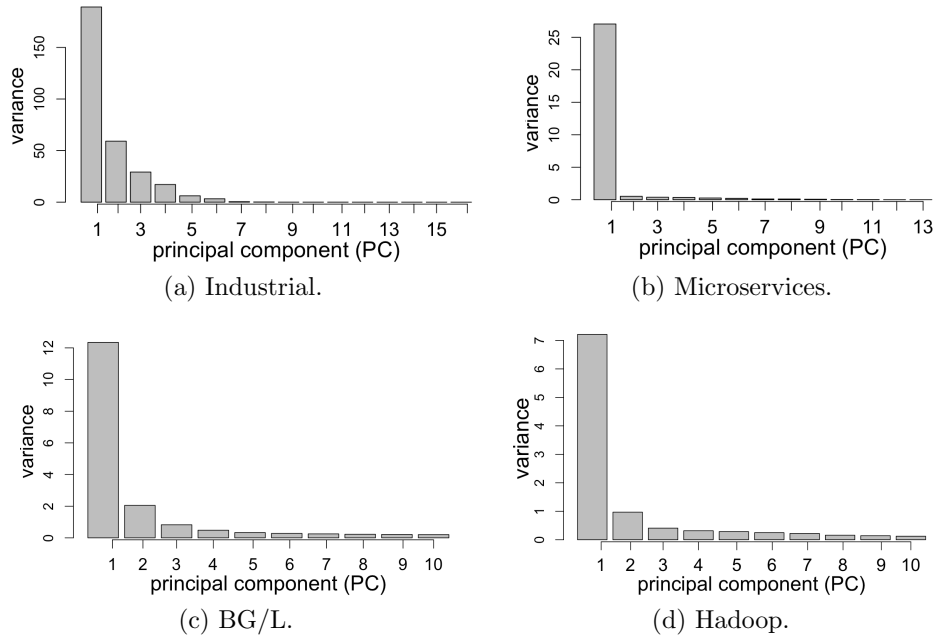 variance
0 50 100 150
1 3 5 7 9 11 13 15
principal component (PC)
(a) Industrial.
variance
0 5 10 15 20 25
1 3 5 7 9 11 13
principal component (PC)
(b) Microservices.
variance
0 2 4 6 8 10 12
1 2 3 4 5 6 7 8 9 10
principal component (PC)
(c) BG/L.
variance
0 1 2 3 4 5 6 7
1 2 3 4 5 6 7 8 9 10
principal component (PC)
(d) Hadoop.